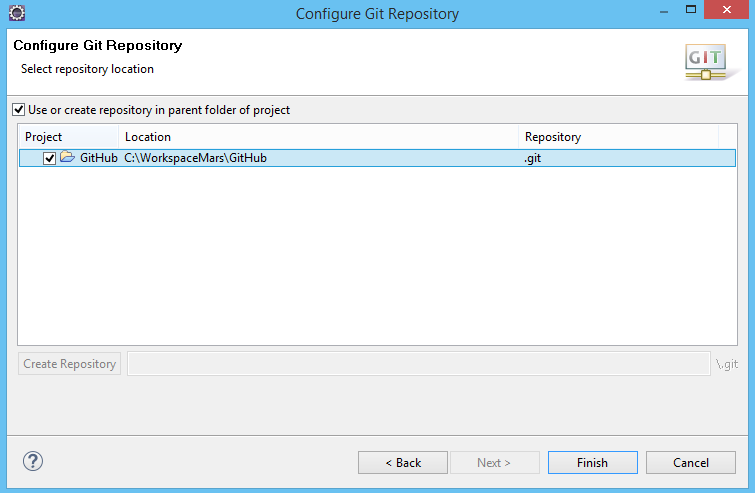 Configure Git Repository
Configure Git Repository
Select repository location
GIT
Use or create repository in parent folder of project
Project Location Repository
GitHub C:\WorkspaceMars\GitHub .git
Create Repository \.git
? < Back Next > Finish Cancel